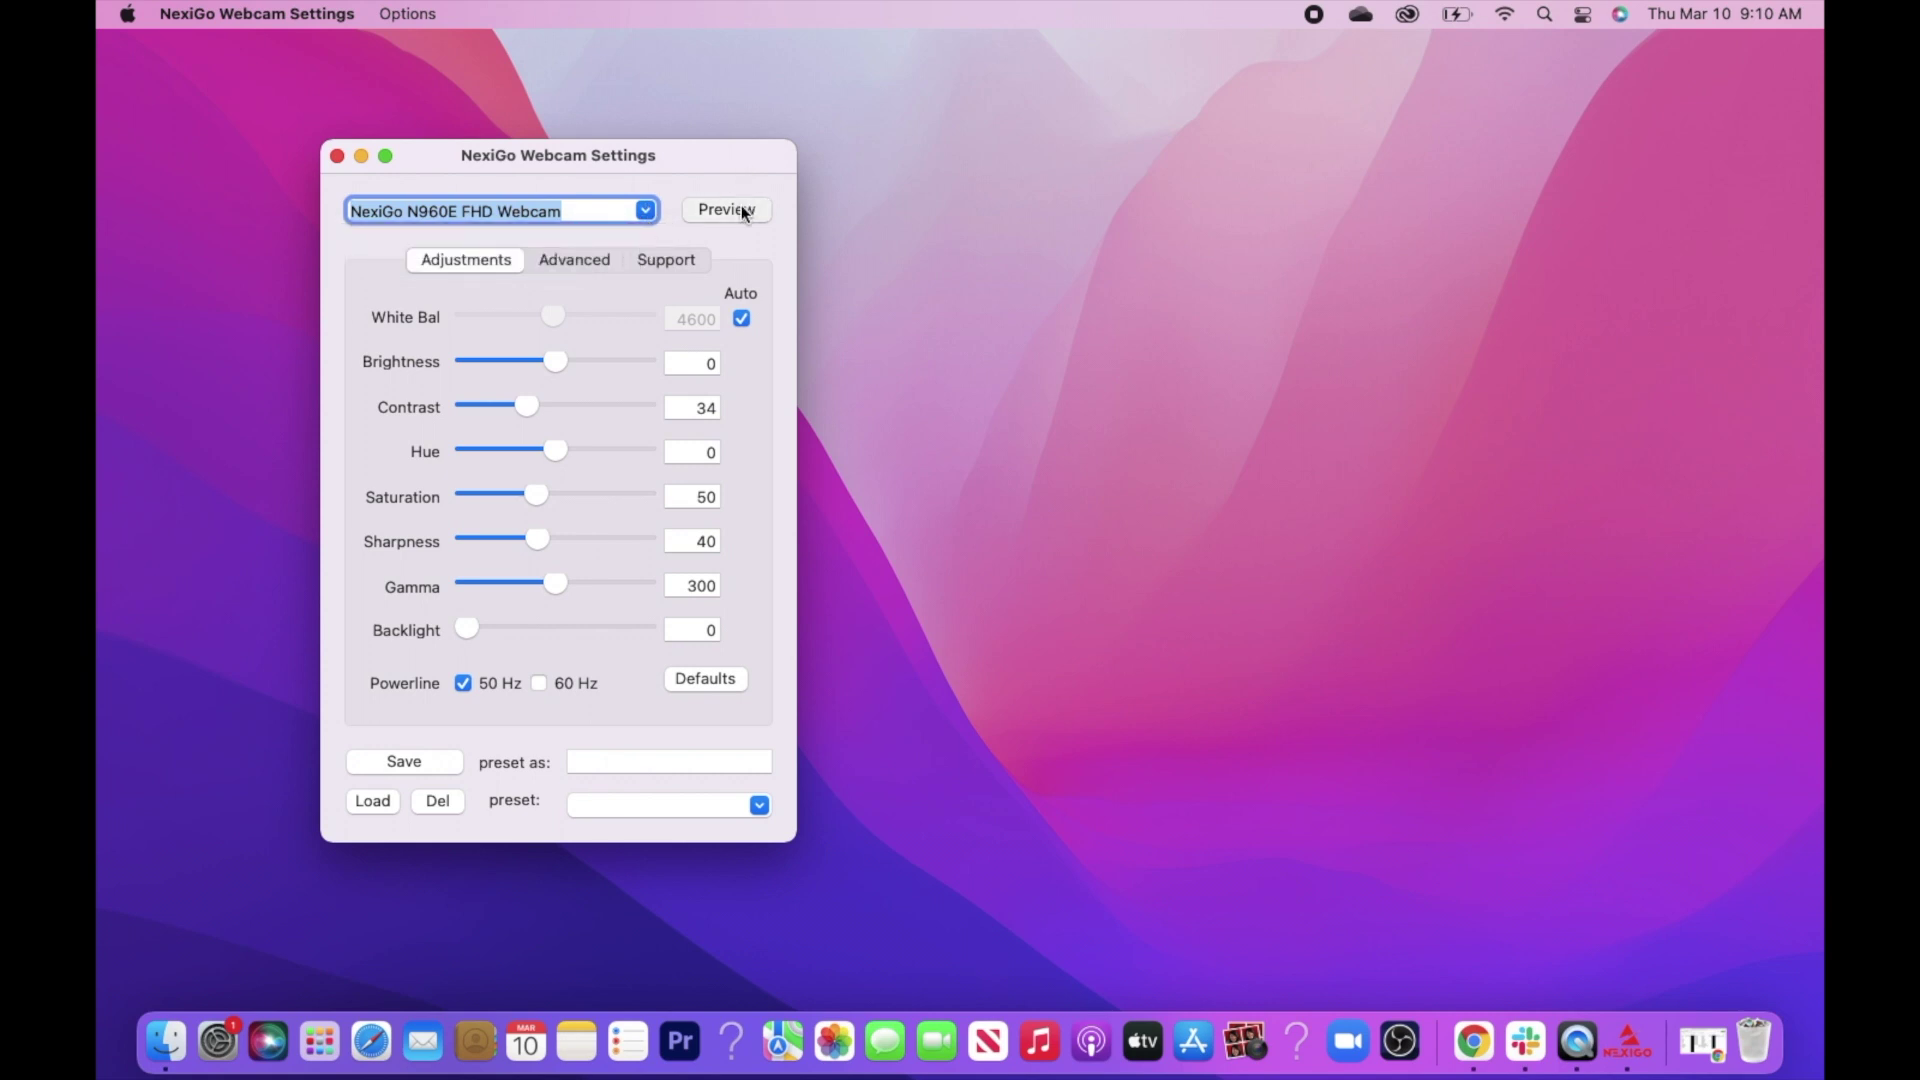 NexiGo Webcam Settings Options Thu Mar 10 9:10 AM
NexiGo Webcam Settings
NexiGo N960E FHD Webcam Preview
Adjustments Advanced Support
Auto
White Bal 4600
Brightness 0
Contrast 34
Hue 0
Saturation 50
Sharpness 40
Gamma 300
Backlight 0
Powerline 50 Hz 60 Hz Defaults
Save preset as:
Load Del preset:
1
MAR
10
Pr
?
tv
?
NEXIGO